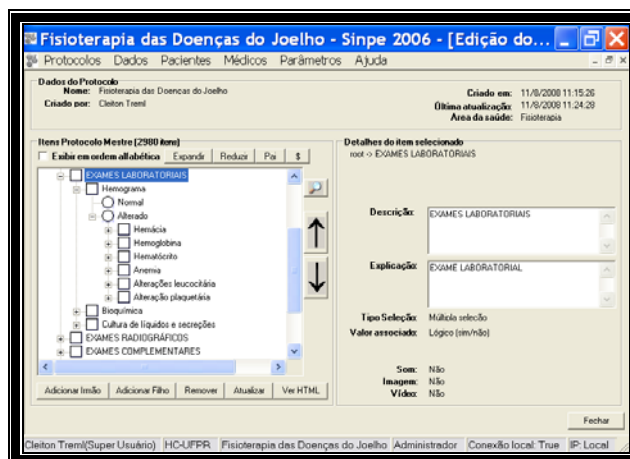 Fisioterapia das Doenças do Joelho - Sinpe 2006 - [Edição do...
Protocolos Dados Pacientes Médicos Parâmetros Ajuda
Dados do Protocolo
Nome: Fisioterapia das Doencas do Joelho
Criado por: Cleiton Treml
Criado em: 11/8/2008 11:15:26
Última atualização: 11/8/2008 11:24:28
Área da saúde: Fisioterapia
Itens Protocolo Mestre (2980 itens)
Exibir em ordem alfabética Expandir Reduzir Pai $
EXAMES LABORATORIAIS
Hemograma
Normal
Alterado
Hemácia
Hemoglobina
Hematócrito
Anemia
Alterações leucocitária
Alteração plaquetária
Bioquímica
Cultura de líquidos e secreções
EXAMES RADIOGRÁFICOS
EXAMES COMPLEMENTARES
Adicionar Irmão Adicionar Filho Remover Atualizar Ver HTML
Detalhes do item selecionado
root -> EXAMES LABORATORIAIS
Descrição: EXAMES LABORATORIAIS
Explicação: EXAME LABORATORIAL
Tipo Seleção: Múltipla selecão
Valor associado: Lógico (sim/não)
Som: Não
Imagem: Não
Vídeo: Não
Fechar
Cleiton Treml(Super Usuário) HC-UFPR Fisioterapia das Doenças do Joelho Administrador Conexão local: True IP: Local